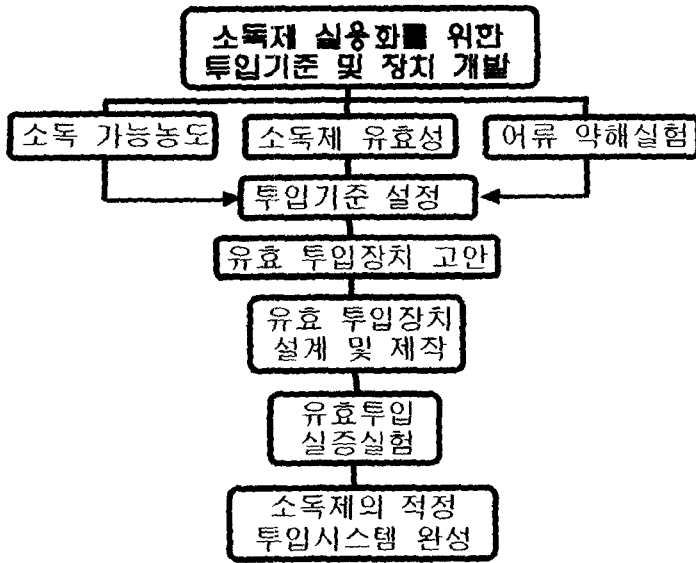 소독제 실용화를 위한
투입기준 및 장치 개발
소독 가능농도
소독제 유효성
어류 약해실험
투입기준 설정
유효 투입장치 고안
유효 투입장치
설계 및 제작
유효투입
실증실험
소독제의 적정
투입시스템 완성